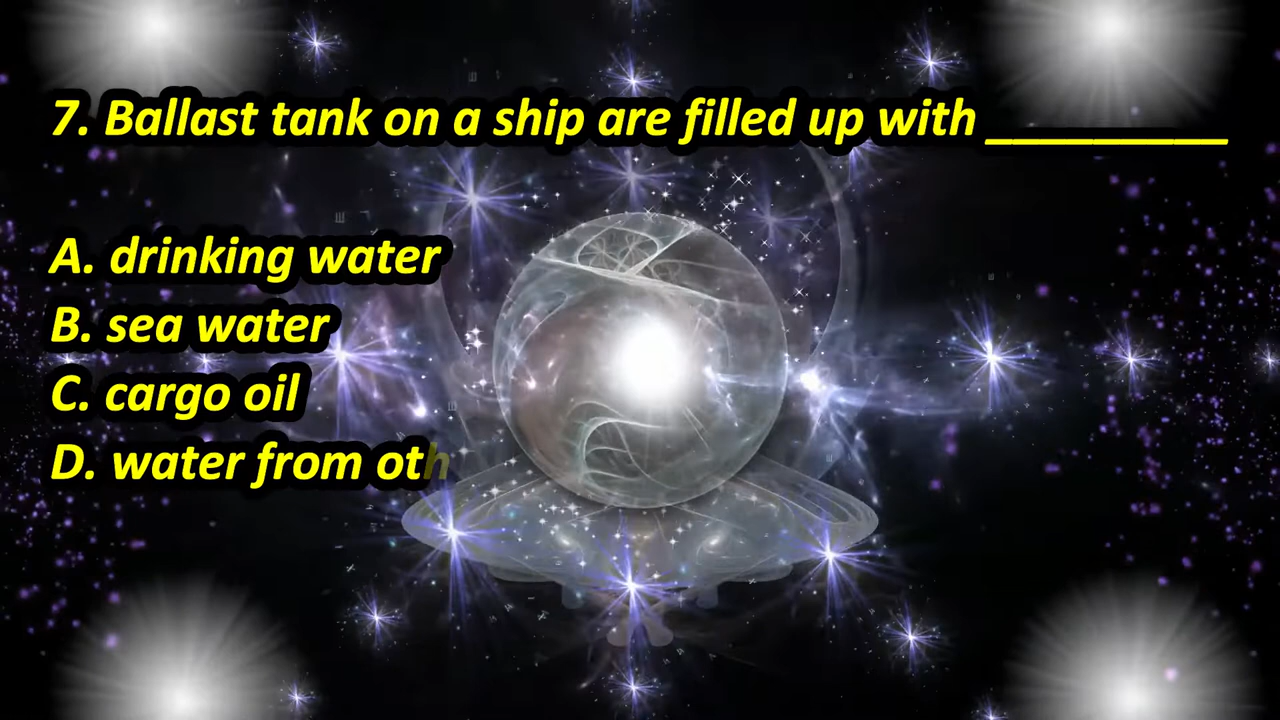 7. Ballast tank on a ship are filled up with __________
A. drinking water
B. sea water
C. cargo oil
D. water from oth